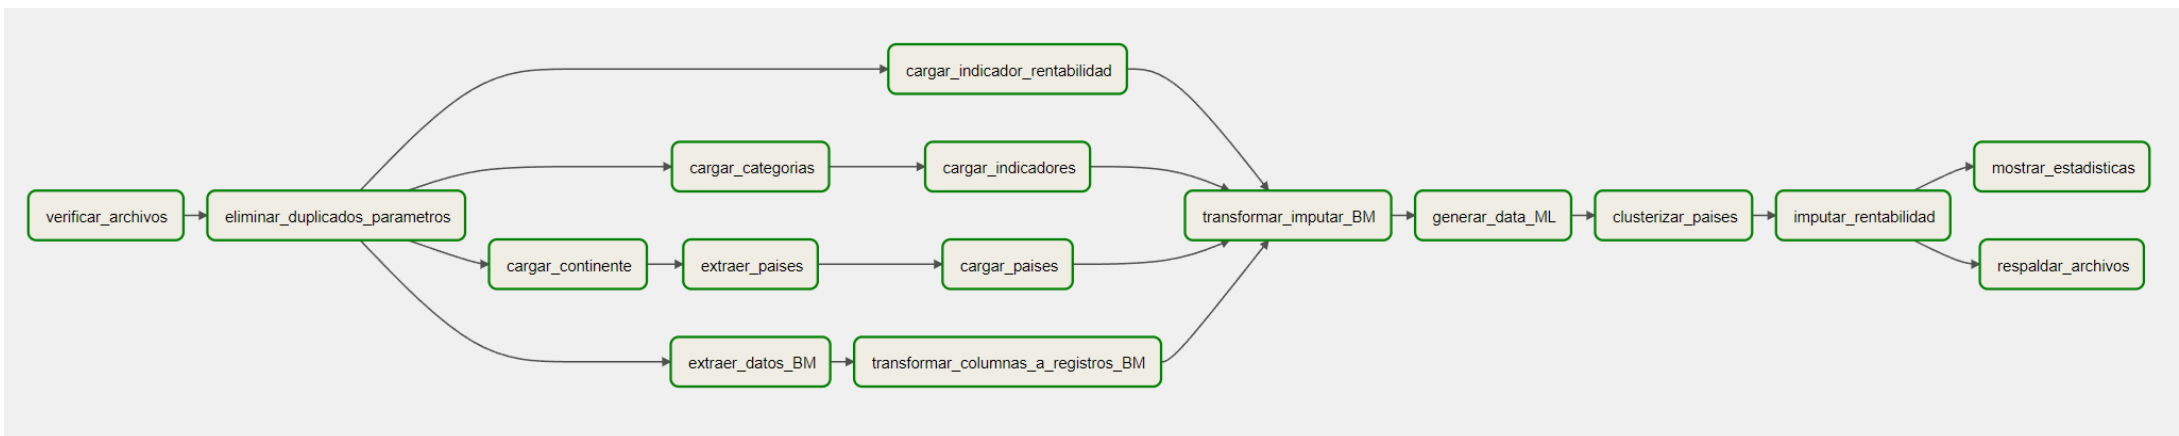 verificar_archivos
eliminar_duplicados_parametros
cargar_indicador_rentabilidad
cargar_categorias
cargar_indicadores
cargar_continente
extraer_paises
cargar_paises
extraer_datos_BM
transformar_columnas_a_registros_BM
transformar_imputar_BM
generar_data_ML
clusterizar_paises
imputar_rentabilidad
mostrar_estadisticas
respaldar_archivos